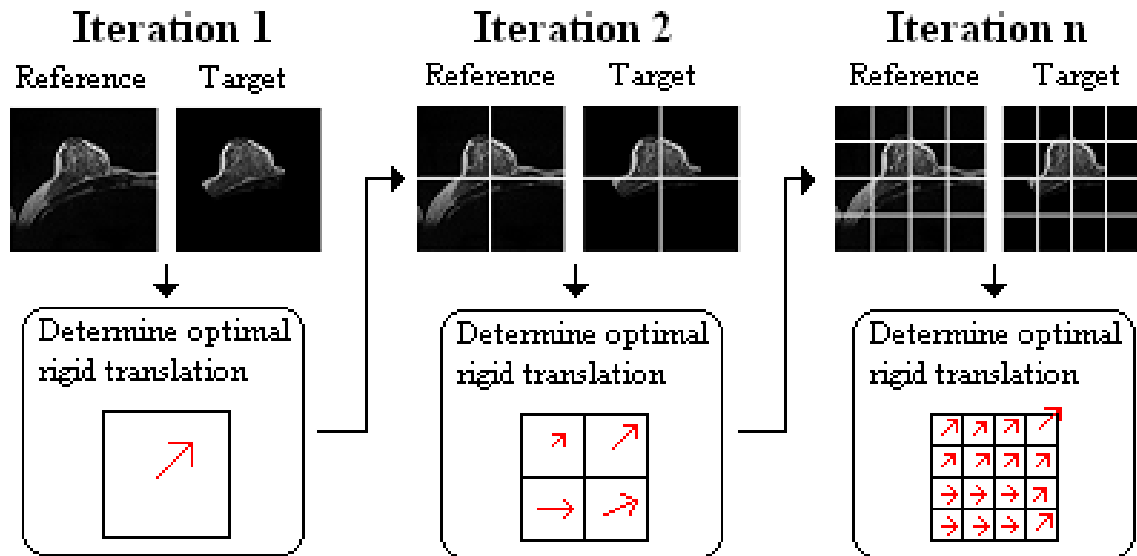 Iteration 1
Reference Target
Determine optimal
rigid translation
Iteration 2
Reference Target
Determine optimal
rigid translation
Iteration n
Reference Target
Determine optimal
rigid translation